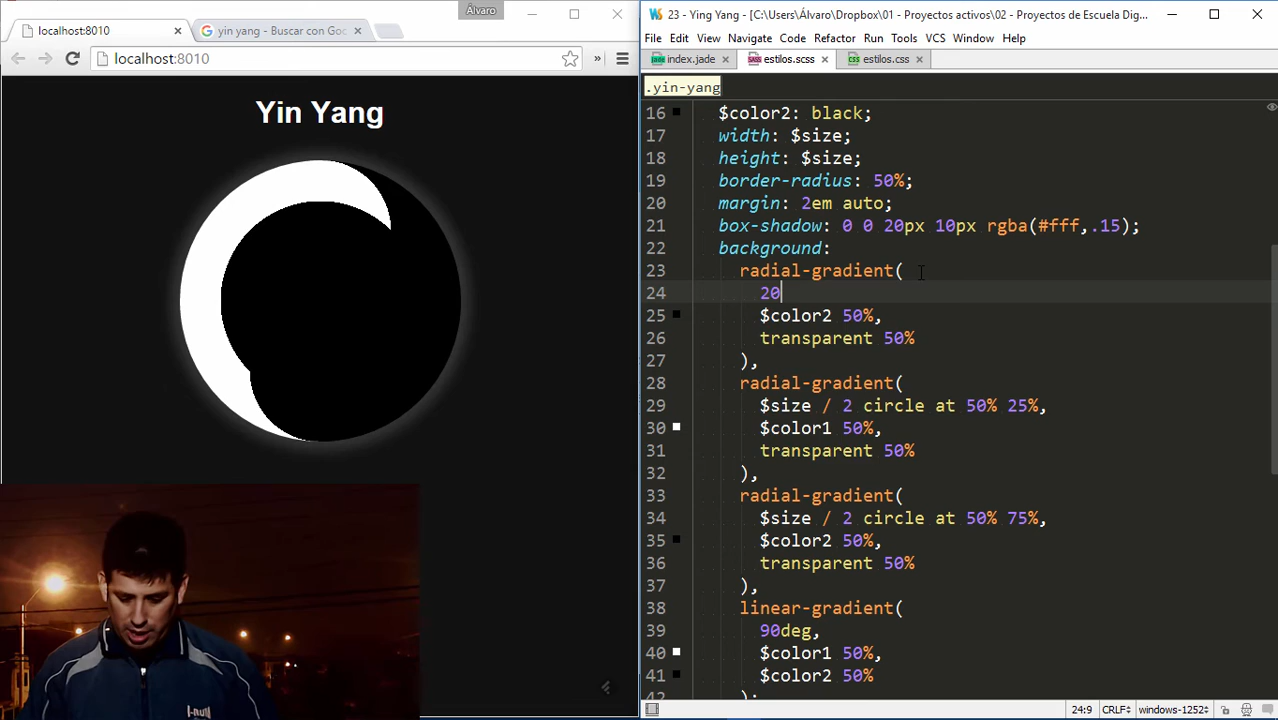 Álvaro
localhost:8010
yin yang - Buscar con Goc
localhost:8010
Yin Yang
23 - Ying Yang - [C:\Users\Álvaro\Dropbox\01 - Proyectos activos\02 - Proyectos de Escuela Dig...
File Edit View Navigate Code Refactor Run Tools VCS Window Help
index.jade
estilos.scss
estilos.css
.yin-yang
16 $color2: black;
17 width: $size;
18 height: $size;
19 border-radius: 50%;
20 margin: 2em auto;
21 box-shadow: 0 0 20px 10px rgba(#fff,.15);
22 background:
23 radial-gradient(
24 20
25 $color2 50%,
26 transparent 50%
27 ),
28 radial-gradient(
29 $size / 2 circle at 50% 25%,
30 $color1 50%,
31 transparent 50%
32 ),
33 radial-gradient(
34 $size / 2 circle at 50% 75%,
35 $color2 50%,
36 transparent 50%
37 ),
38 linear-gradient(
39 90deg,
40 $color1 50%,
41 $color2 50%
42 );
24:9 CRLF windows-1252